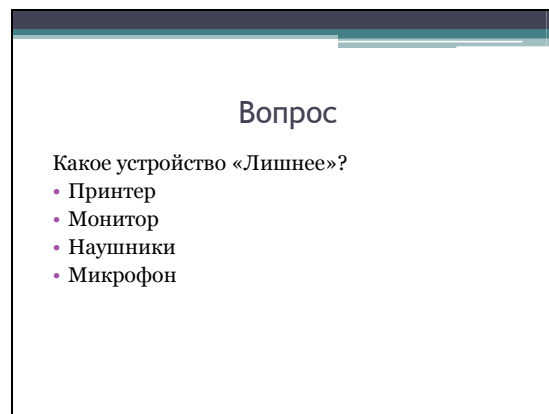 Вопрос
Какое устройство «Лишнее»?
• Принтер
• Монитор
• Наушники
• Микрофон